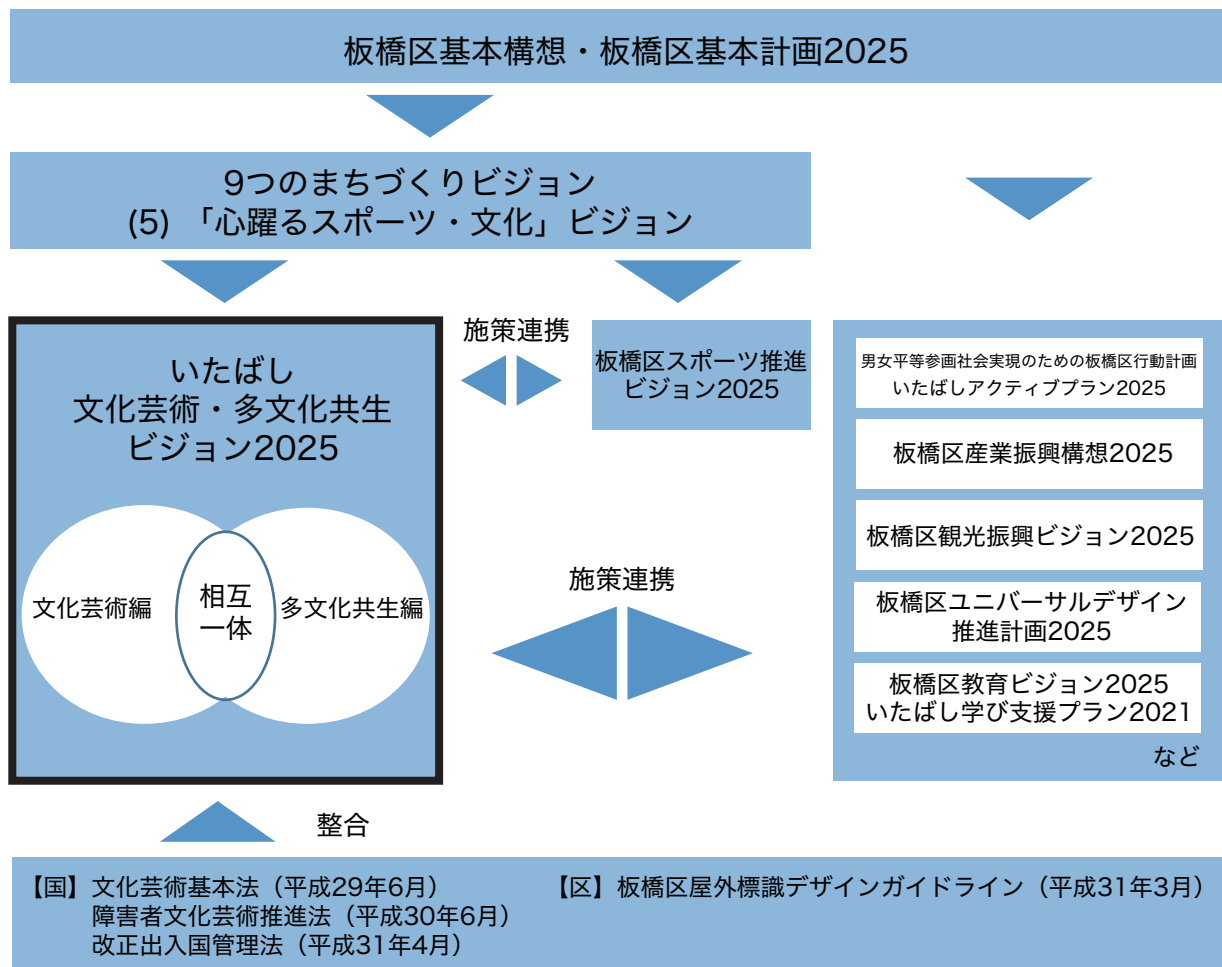 板橋区基本構想・板橋区基本計画2025
9つのまちづくりビジョン
(5) 「心躍るスポーツ・文化」ビジョン
いたばし
文化芸術・多文化共生
ビジョン2025
文化芸術編
相互
一体
多文化共生編
施策連携
板橋区スポーツ推進
ビジョン2025
施策連携
男女平等参画社会実現のための板橋区行動計画
いたばしアクティブプラン2025
板橋区産業振興構想2025
板橋区観光振興ビジョン2025
板橋区ユニバーサルデザイン
推進計画2025
板橋区教育ビジョン2025
いたばし学び支援プラン2021
など
整合
【国】文化芸術基本法（平成29年6月）
障害者文化芸術推進法（平成30年6月）
改正出入国管理法（平成31年4月）
【区】板橋区屋外標識デザインガイドライン（平成31年3月）